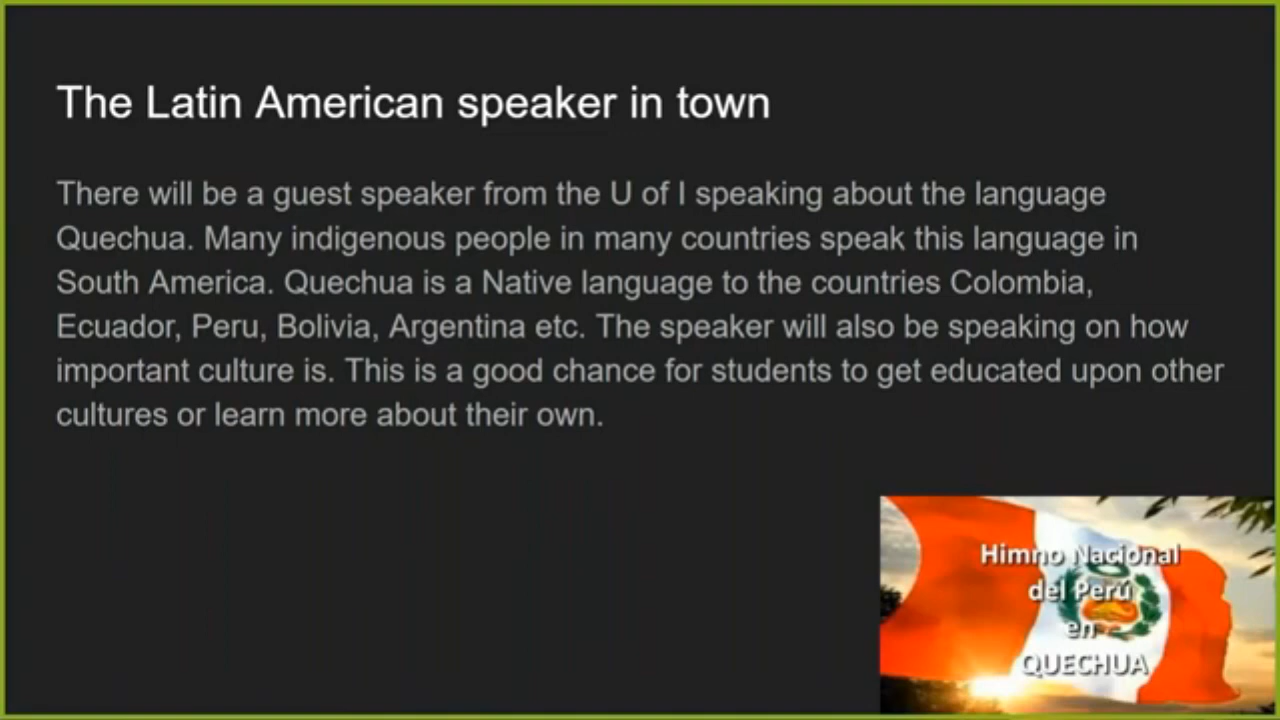 The Latin American speaker in town
There will be a guest speaker from the U of I speaking about the language
Quechua. Many indigenous people in many countries speak this language in
South America. Quechua is a Native language to the countries Colombia,
Ecuador, Peru, Bolivia, Argentina etc. The speaker will also be speaking on how
important culture is. This is a good chance for students to get educated upon other
cultures or learn more about their own.
Himno Nacional
del Perú
en
QUECHUA